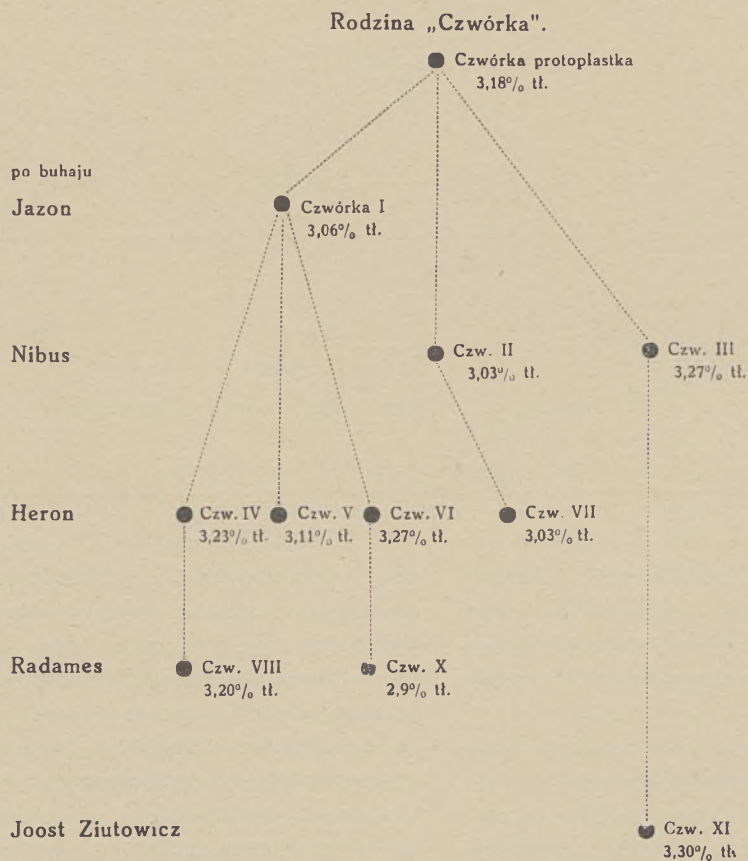 Rodzina „Czwórka".
Czwórka protoplastka
3,18% tł.
po buhaju
Jazon
Czwórka I
3,06% tł.
Nibus
Czw. II
3,03% tł.
Czw. III
3,27% tł.
Heron
Czw. IV
3,23% tł.
Czw. V
3,11% tł.
Czw. VI
3,27% tł.
Czw. VII
3,03% tł.
Radames
Czw. VIII
3,20% tł.
Czw. X
2,9% tł.
Joost Ziutowicz
Czw. XI
3,30% tł.